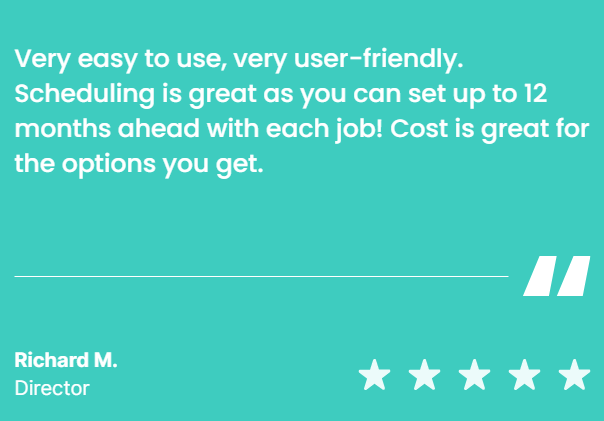 Very easy to use, very user-friendly.
Scheduling is great as you can set up to 12
months ahead with each job! Cost is great for
the options you get.
Richard M.
Director